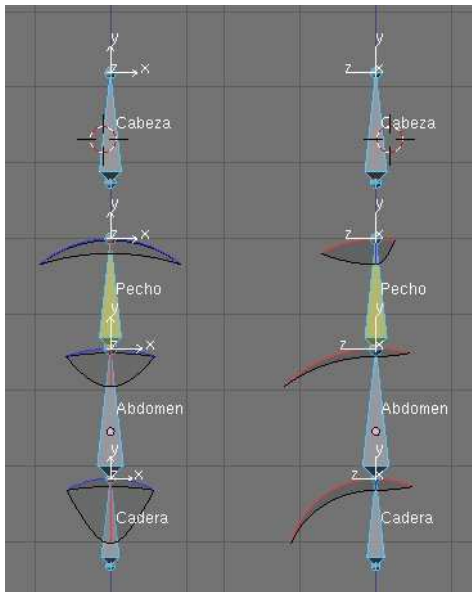 y y
z x z x
Cabeza Cabeza
y y
z x z x
Pecho Pecho
y y
z x z x
Abdomen Abdomen
y y
z x z x
Cadera Cadera